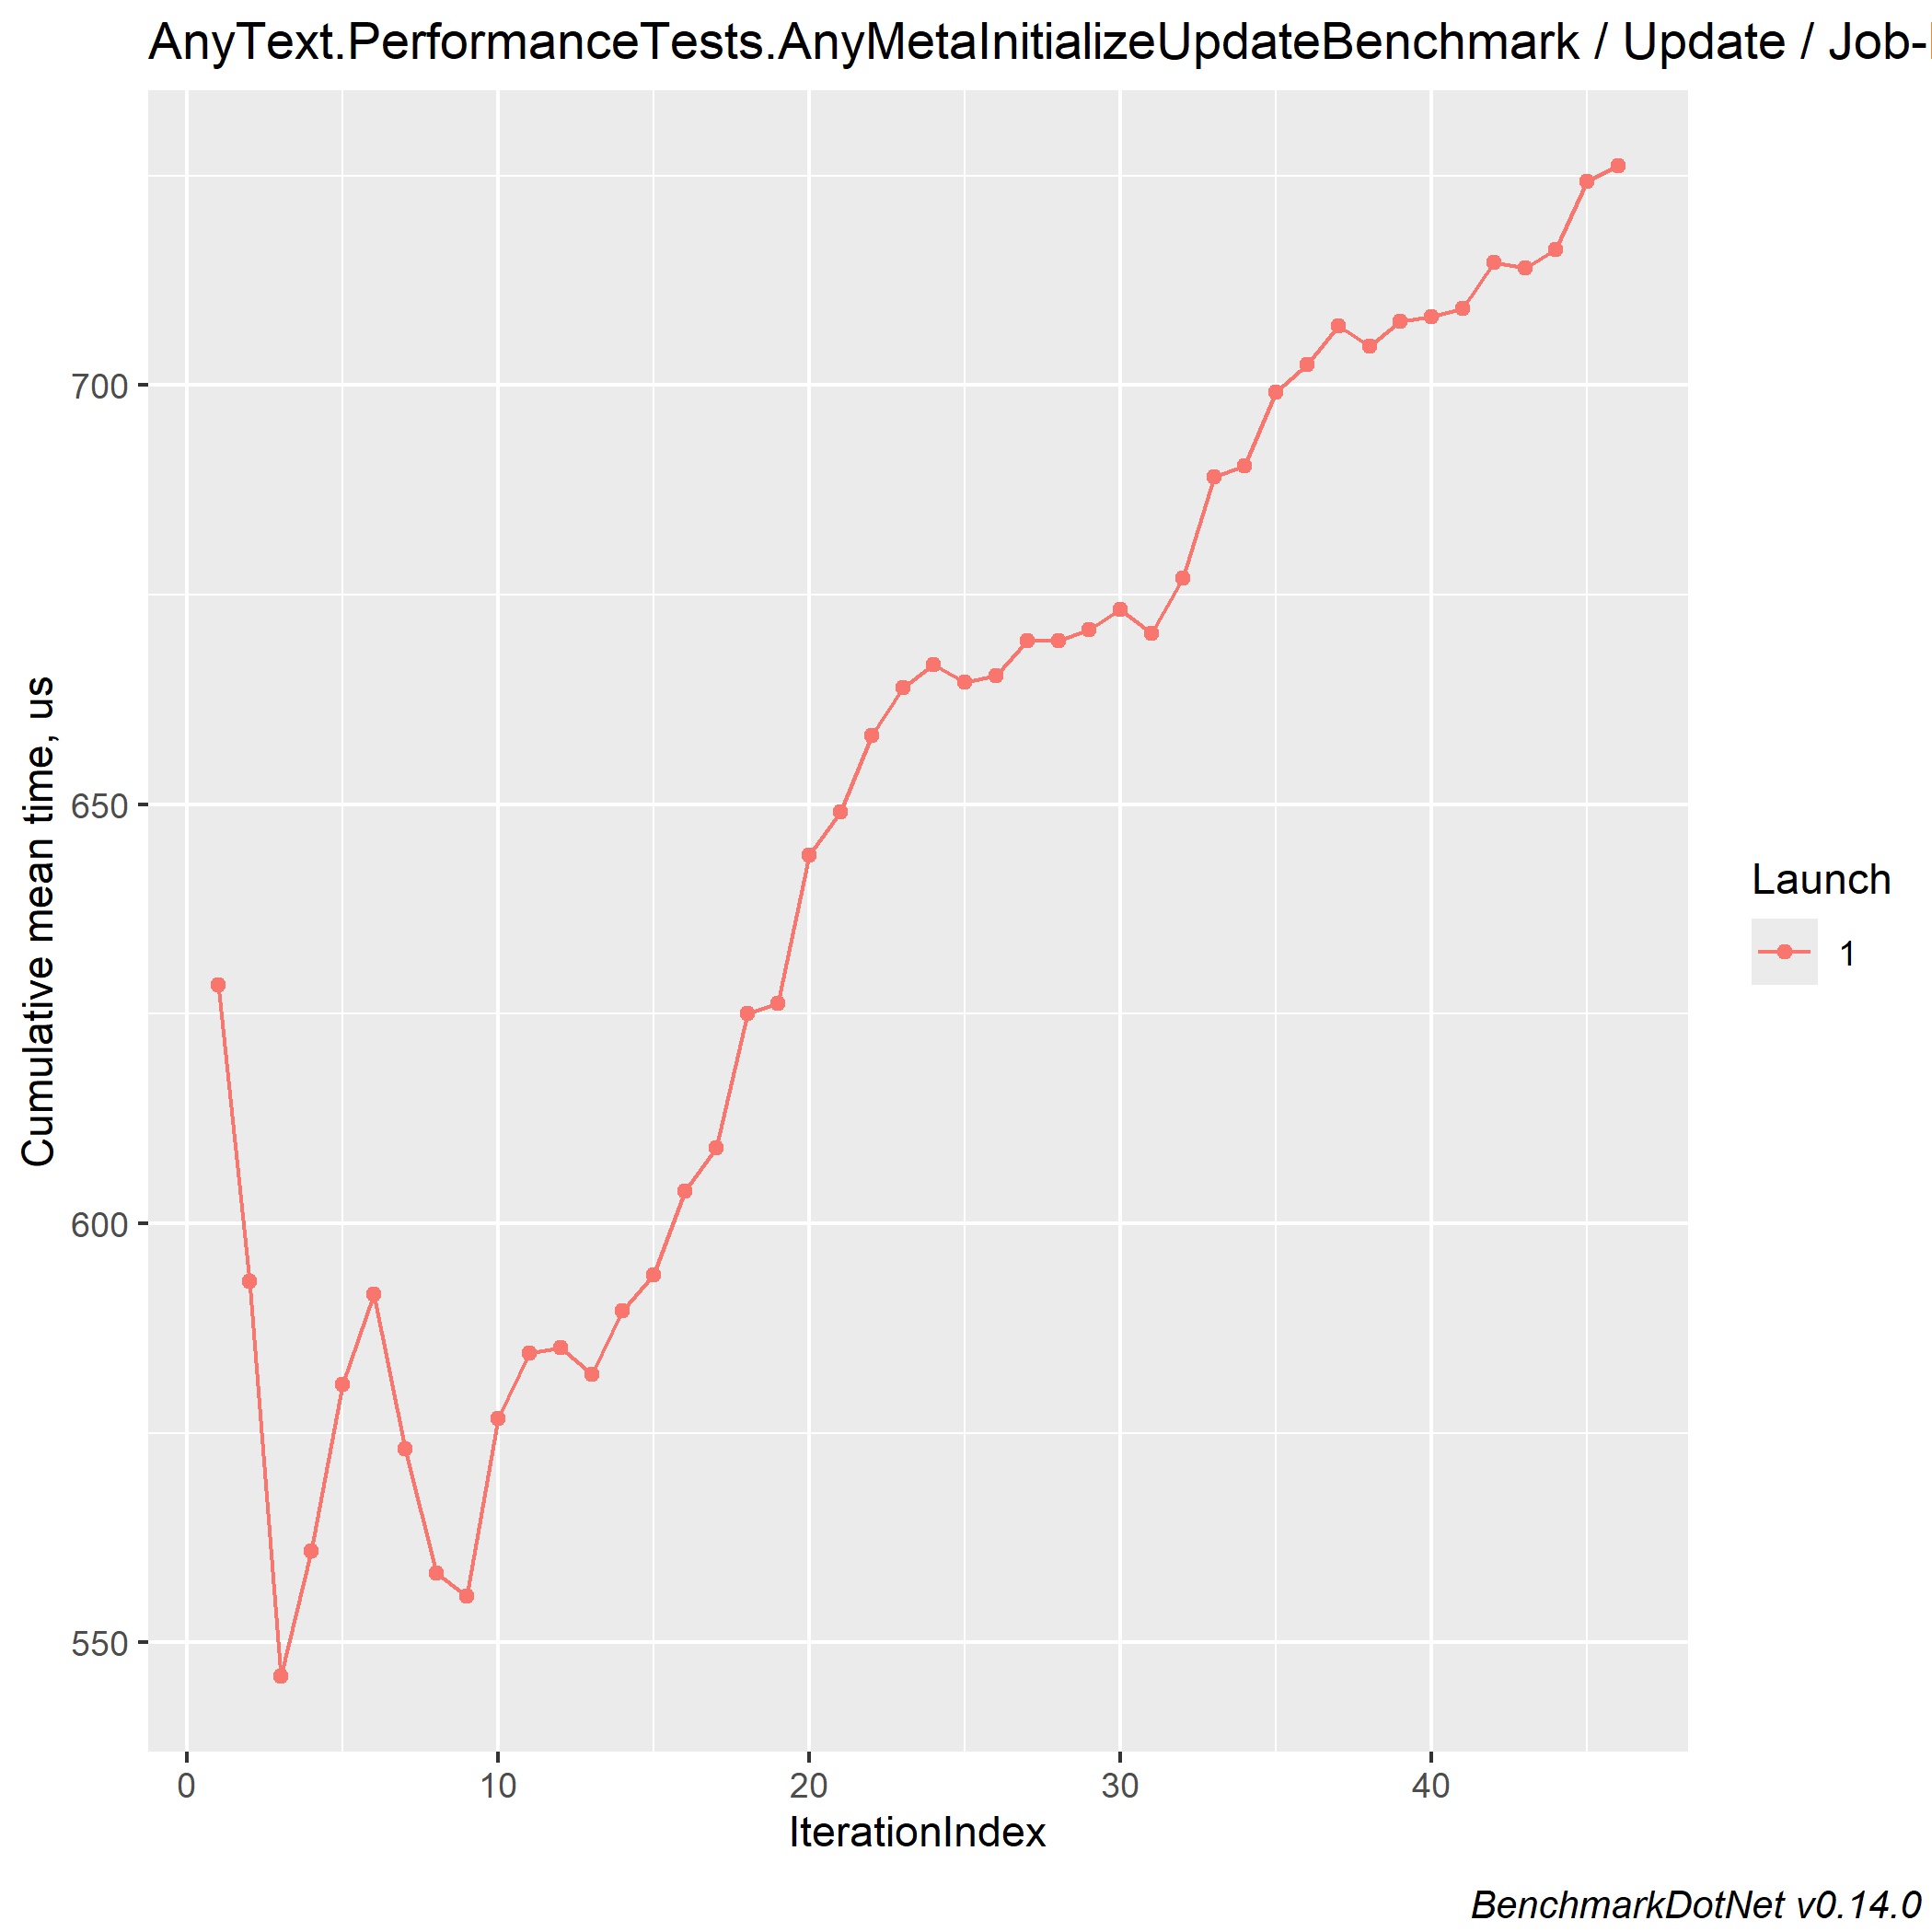 AnyText.PerformanceTests.AnyMetaInitializeUpdateBenchmark / Update / Job-
Cumulative mean time, us
700
650
600
550
0 10 20 30 40
IterationIndex
Launch
1
BenchmarkDotNet v0.14.0